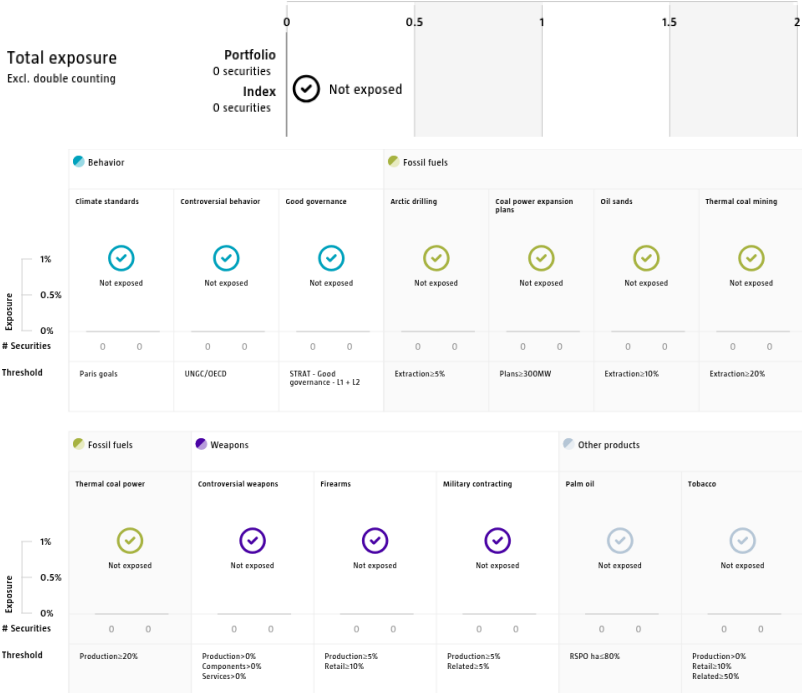 0 0.5 1 1.5 2
Total exposure
Excl. double counting
Portfolio
0 securities
Index
0 securities
Not exposed
Behavior Fossil fuels
Climate standards Controversial behavior Good governance Arctic drilling Coal power expansion plans Oil sands Thermal coal mining
Exposure
1%
Not exposed Not exposed Not exposed Not exposed Not exposed Not exposed Not exposed
0.5%
0%
# Securities 0 0 0 0 0 0 0 0 0 0 0 0 0 0
Threshold Paris goals UNGC/OECD STRAT - Good governance - L1 + L2 Extraction≥5% Plans≥300MW Extraction≥10% Extraction≥20%
Fossil fuels Weapons Other products
Thermal coal power Controversial weapons Firearms Military contracting Palm oil Tobacco
Exposure
1%
Not exposed Not exposed Not exposed Not exposed Not exposed Not exposed
0.5%
0%
# Securities 0 0 0 0 0 0 0 0 0 0 0 0
Threshold Production≥20% Production>0% Production≥5% Production≥5% RSPO ha≤80% Production>0%
Components>0% Retail≥10% Related≥5% Retail≥10%
Services>0% Related≥50%